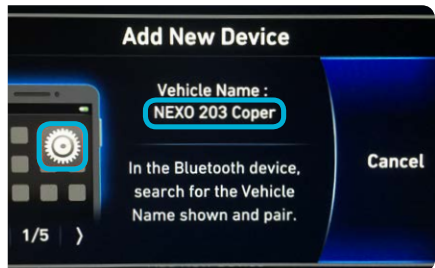 Add New Device
Vehicle Name :
NEXO 203 Coper
In the Bluetooth device,
search for the Vehicle
Name shown and pair.
Cancel
1/5 〉